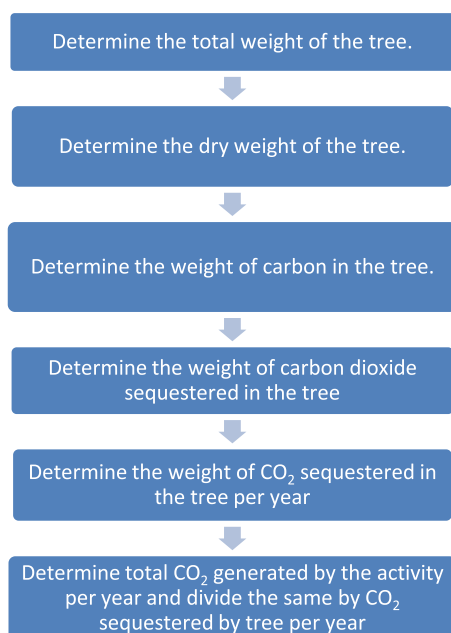 Determine the total weight of the tree.
Determine the dry weight of the tree.
Determine the weight of carbon in the tree.
Determine the weight of carbon dioxide
sequestered in the tree
Determine the weight of CO₂ sequestered in
the tree per year
Determine total CO₂ generated by the activity
per year and divide the same by CO₂
sequestered by tree per year